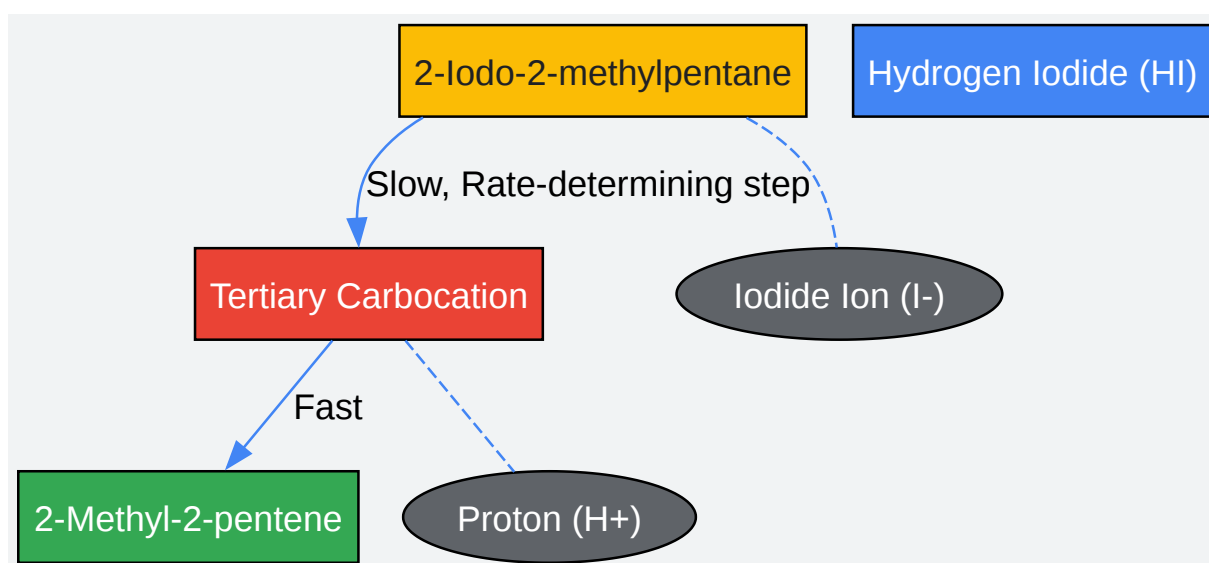 2-Iodo-2-methylpentane
Hydrogen Iodide (HI)
Slow, Rate-determining step
Tertiary Carbocation
Iodide Ion (I-)
Fast
2-Methyl-2-pentene
Proton (H+)